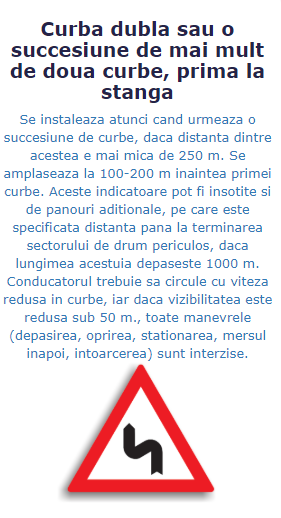 Curba dubla sau o
succesiune de mai mult
de doua curbe, prima la
stanga
Se instaleaza atunci cand urmeaza o
succesiune de curbe, daca distanta dintre
acestea e mai mica de 250 m. Se
amplaseaza la 100-200 m inaintea primei
curbe. Aceste indicatoare pot fi insotite si
de panouri aditionale, pe care este
specificata distanta pana la terminarea
sectorului de drum periculos, daca
lungimea acestuia depaseste 1000 m.
Conducatorul trebuie sa circule cu viteza
redusa in curbe, iar daca vizibilitatea este
redusa sub 50 m., toate manevrele
(depasirea, oprirea, stationarea, mersul
inapoi, intoarcerea) sunt interzise.